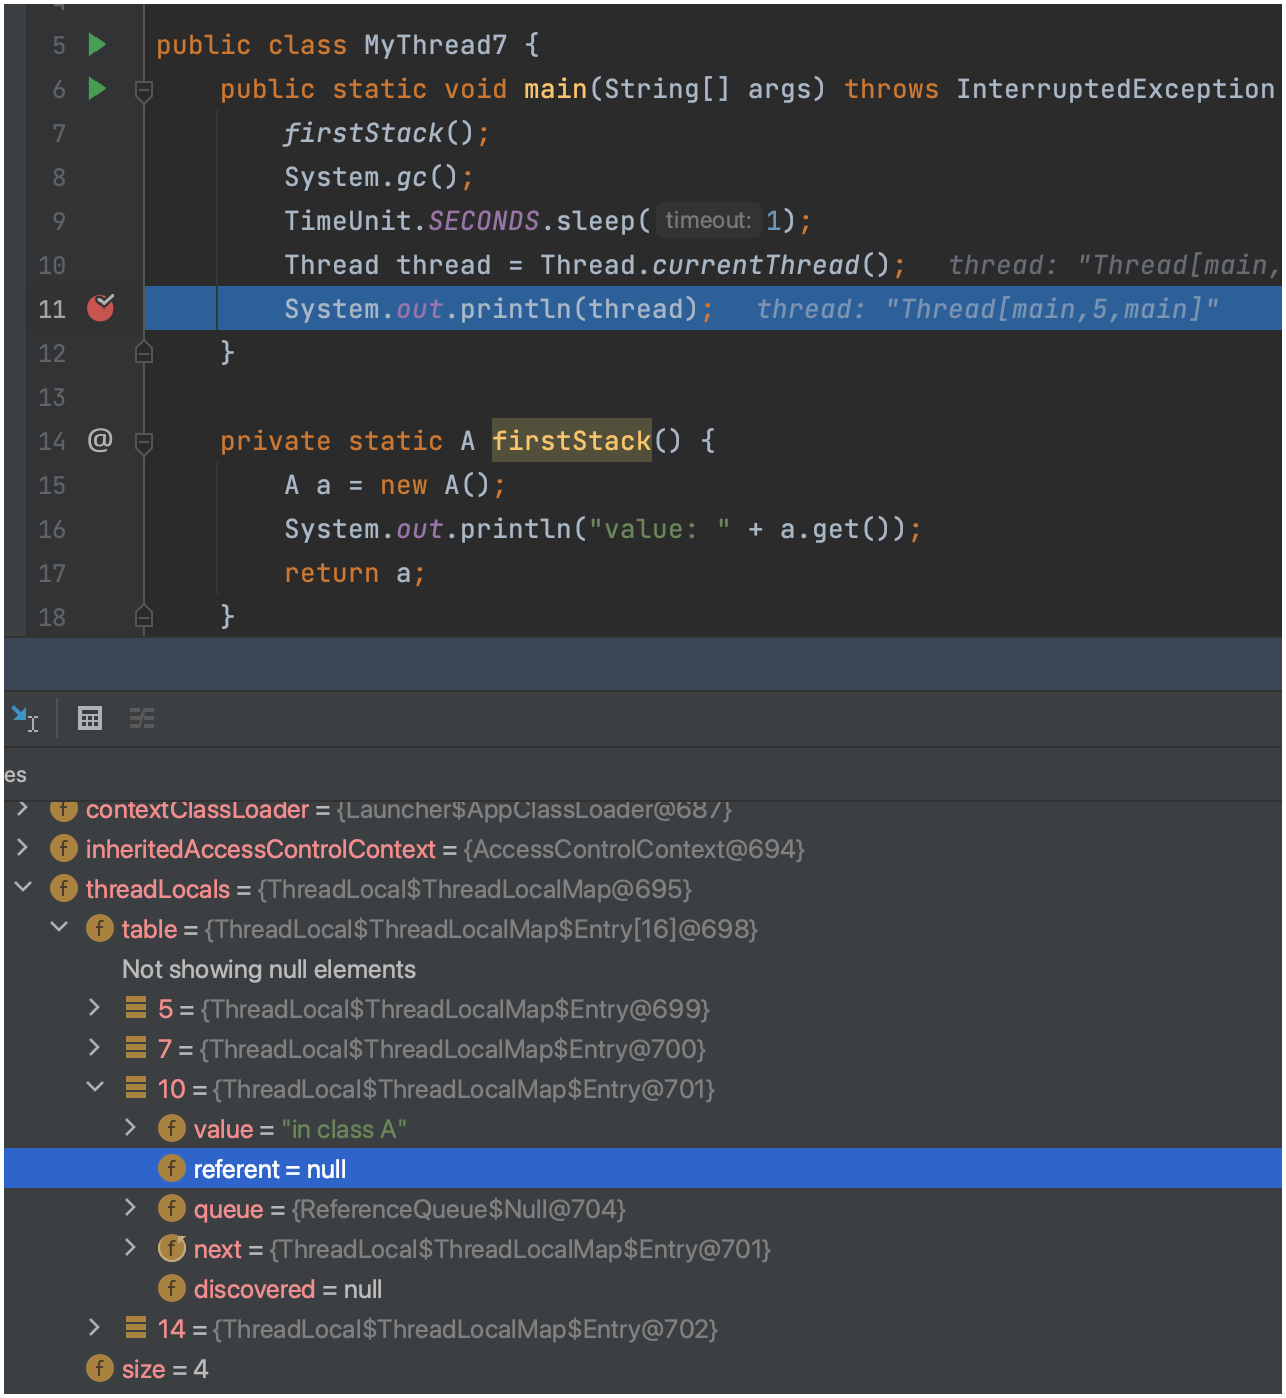 5 public class MyThread7 {
6 public static void main(String[] args) throws InterruptedException
7 firstStack();
8 System.gc();
9 TimeUnit.SECONDS.sleep( timeout: 1);
10 Thread thread = Thread.currentThread(); thread: "Thread[main,
11 System.out.println(thread); thread: "Thread[main,5,main]"
12 }
13
14 @ private static A firstStack() {
15 A a = new A();
16 System.out.println("value: " + a.get());
17 return a;
18 }
es
contextClassLoader = {Launcher$AppClassLoader@687}
inheritedAccessControlContext = {AccessControlContext@694}
threadLocals = {ThreadLocal$ThreadLocalMap@695}
table = {ThreadLocal$ThreadLocalMap$Entry[16]@698}
Not showing null elements
5 = {ThreadLocal$ThreadLocalMap$Entry@699}
7 = {ThreadLocal$ThreadLocalMap$Entry@700}
10 = {ThreadLocal$ThreadLocalMap$Entry@701}
value = "in class A"
referent = null
queue = {ReferenceQueue$Null@704}
next = {ThreadLocal$ThreadLocalMap$Entry@701}
discovered = null
14 = {ThreadLocal$ThreadLocalMap$Entry@702}
size = 4